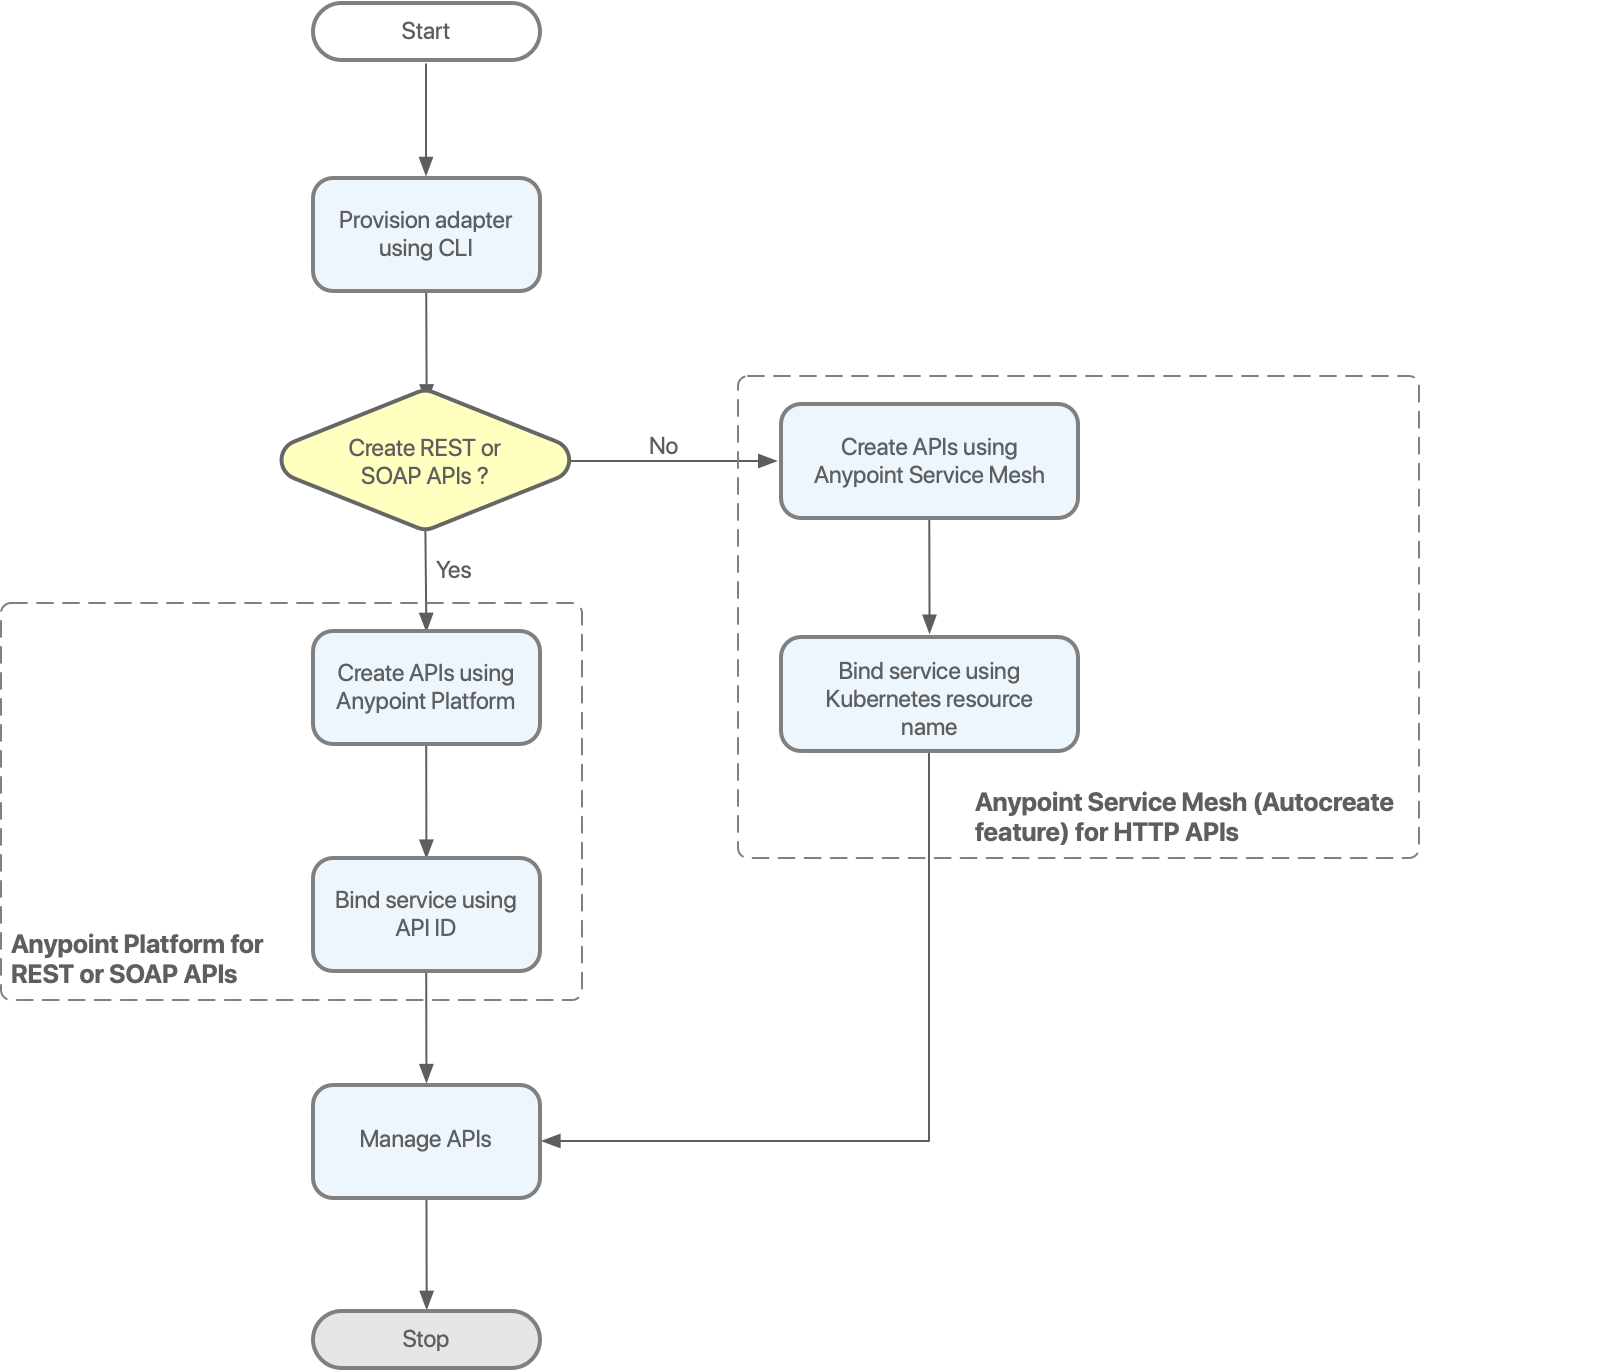 Start
Provision adapter
using CLI
Create REST or
SOAP APIs ?
No
Yes
Create APIs using
Anypoint Service Mesh
Bind service using
Kubernetes resource
name
Anypoint Service Mesh (Autocreate
feature) for HTTP APIs
Create APIs using
Anypoint Platform
Bind service using
API ID
Anypoint Platform for
REST or SOAP APIs
Manage APIs
Stop